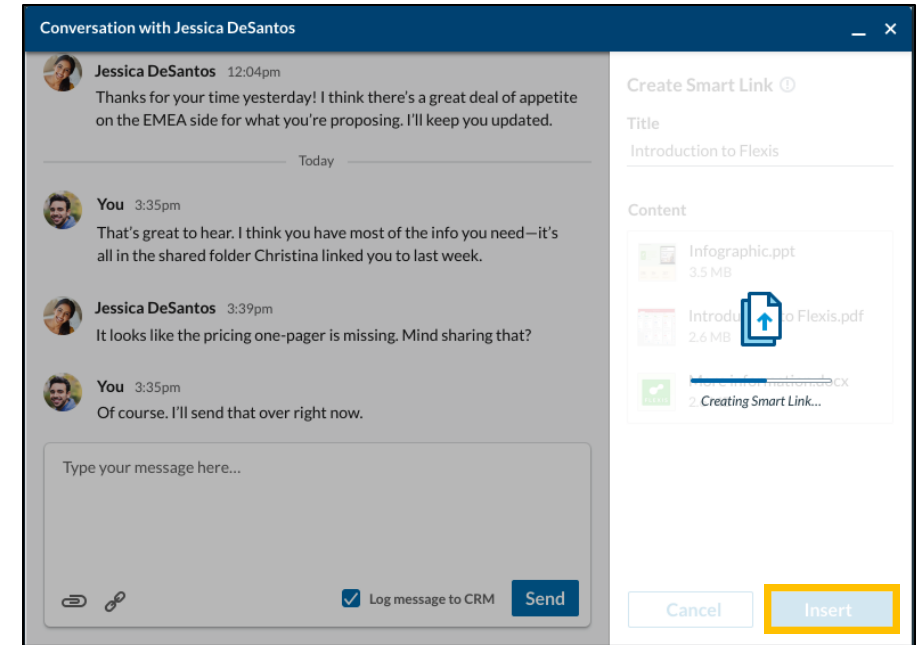 Conversation with Jessica DeSantos
Jessica DeSantos 12:04pm
Thanks for your time yesterday! I think there's a great deal of appetite
on the EMEA side for what you're proposing. I'll keep you updated.
Today
You 3:35pm
That's great to hear. I think you have most of the info you need—it's
all in the shared folder Christina linked you to last week.
Jessica DeSantos 3:39pm
It looks like the pricing one-pager is missing. Mind sharing that?
You 3:35pm
Of course. I'll send that over right now.
Type your message here...
Log message to CRM
Send
Create Smart Link
Title
Introduction to Flexis
Content
Infographic.ppt
3.5 MB
to Flexis.pdf
2.6 MB
More information.docx
Creating Smart Link...
Cancel
Insert